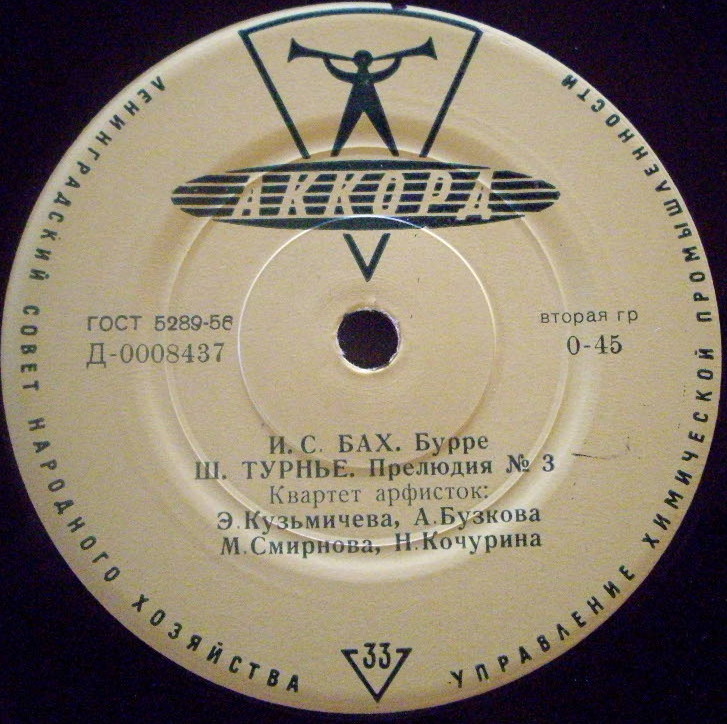 АККОРД
ЛЕНИНГРАДСКИЙ СОВЕТ НАРОДНОГО ХОЗЯЙСТВА
УПРАВЛЕНИЕ ХИМИЧЕСКОЙ ПРОМЫШЛЕННОСТИ
ГОСТ 5289-56
Д-0008437
вторая гр
0-45
И. С. БАХ. Бурре
Ш. ТУРНЬЕ. Прелюдия № 3
Квартет арфисток:
Э.Кузьмичева, А.Бузкова
М.Смирнова, Н.Кочурина
33